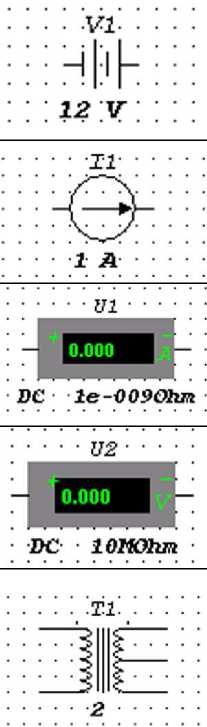 V1
12 V
I1
1 A
U1
+ 0.000 - A
DC 1e-009Ohm
U2
+ 0.000 - V
DC 10MOhm
T1
2